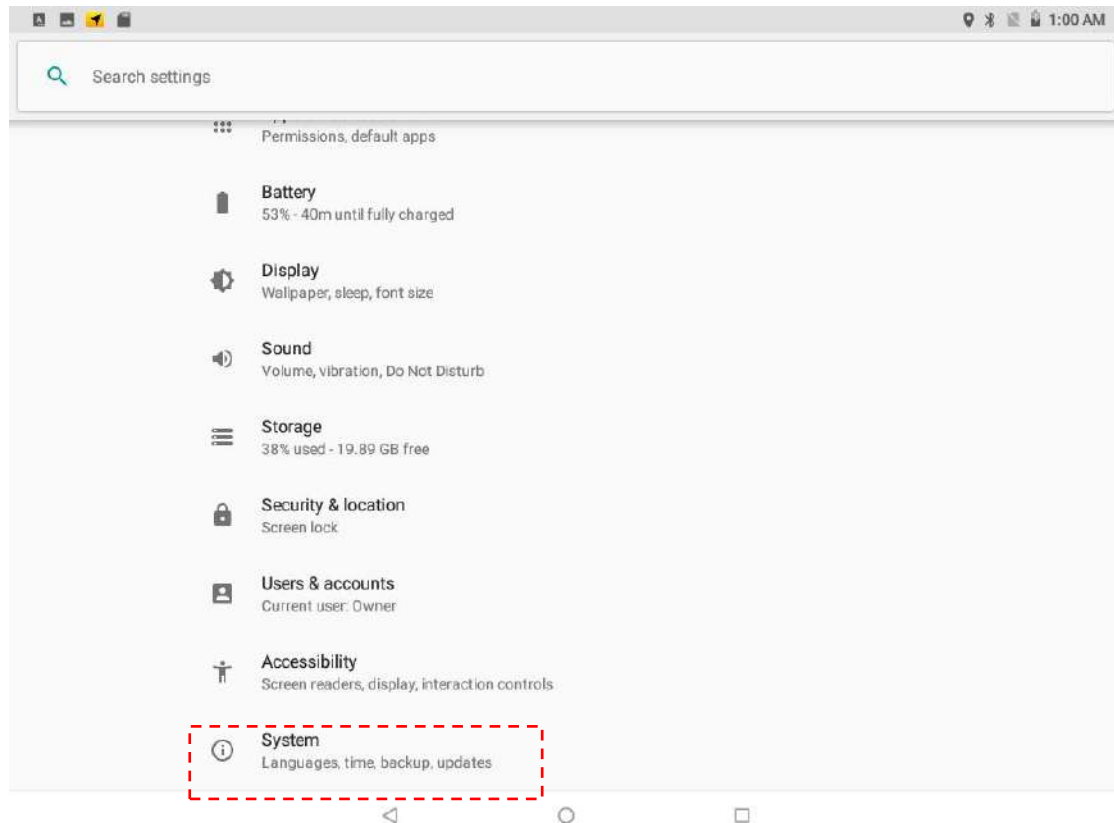 1:00 AM
Search settings
Permissions, default apps
Battery
53% - 40m until fully charged
Display
Wallpaper, sleep, font size
Sound
Volume, vibration, Do Not Disturb
Storage
38% used - 19.89 GB free
Security & location
Screen lock
Users & accounts
Current user: Owner
Accessibility
Screen readers, display, interaction controls
System
Languages, time, backup, updates